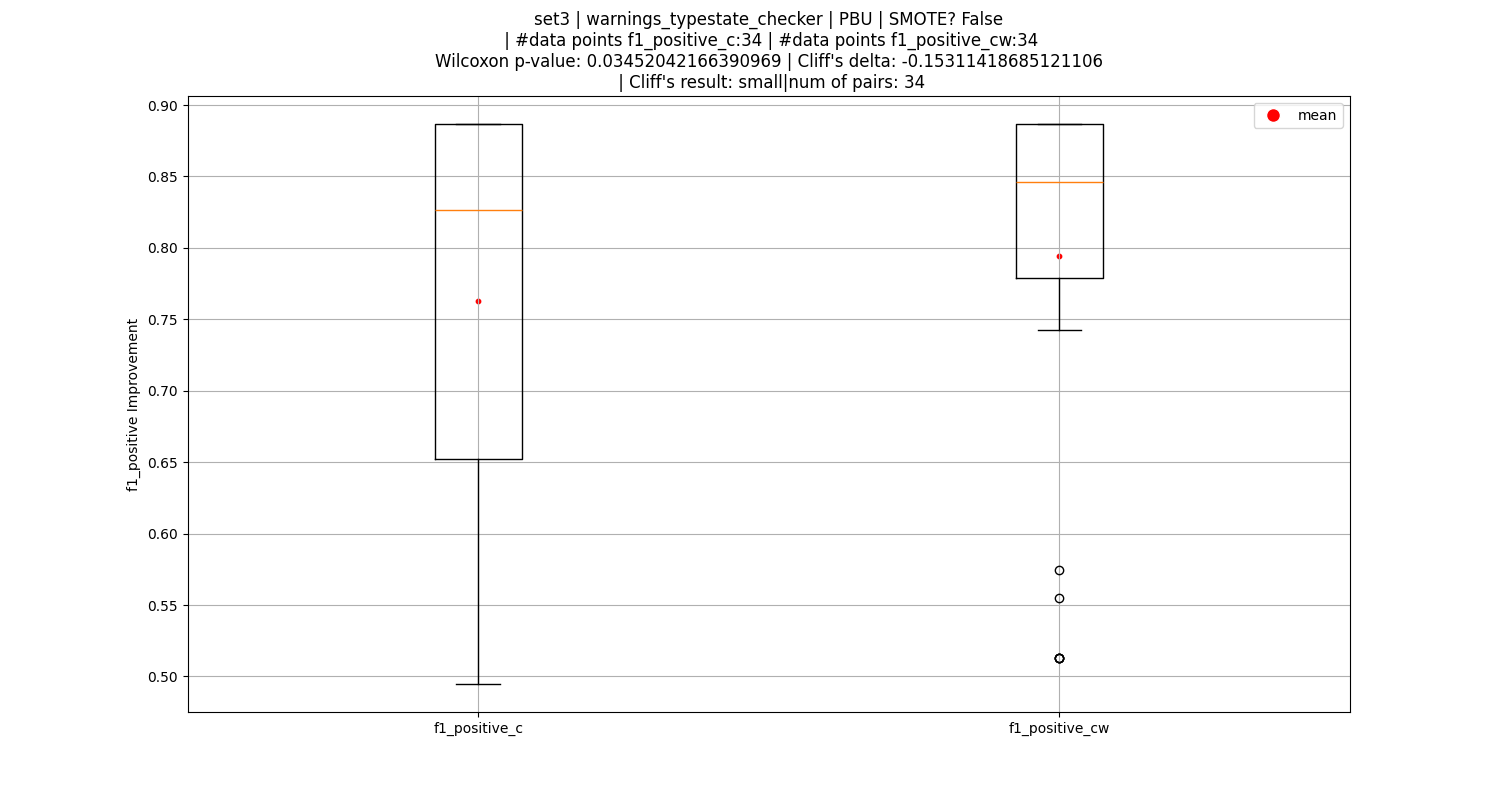 set3 | warnings_typestate_checker | PBU | SMOTE? False
| #data points f1_positive_c:34 | #data points f1_positive_cw:34
Wilcoxon p-value: 0.03452042166390969 | Cliff's delta: -0.15311418685121106
| Cliff's result: small|num of pairs: 34
mean
0.90
0.85
0.80
0.75
0.70
0.65
0.60
0.55
0.50
f1_positive Improvement
f1_positive_c
f1_positive_cw